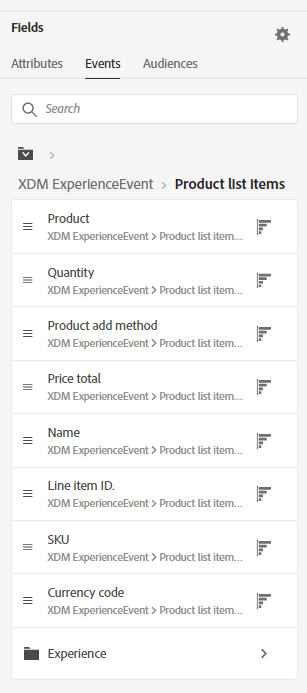 Fields
Attributes Events Audiences
Search
XDM ExperienceEvent > Product list items
Product
XDM ExperienceEvent > Product list item...
Quantity
XDM ExperienceEvent > Product list item...
Product add method
XDM ExperienceEvent > Product list item...
Price total
XDM ExperienceEvent > Product list item...
Name
XDM ExperienceEvent > Product list item...
Line item ID.
XDM ExperienceEvent > Product list item...
SKU
XDM ExperienceEvent > Product list item...
Currency code
XDM ExperienceEvent > Product list item...
Experience